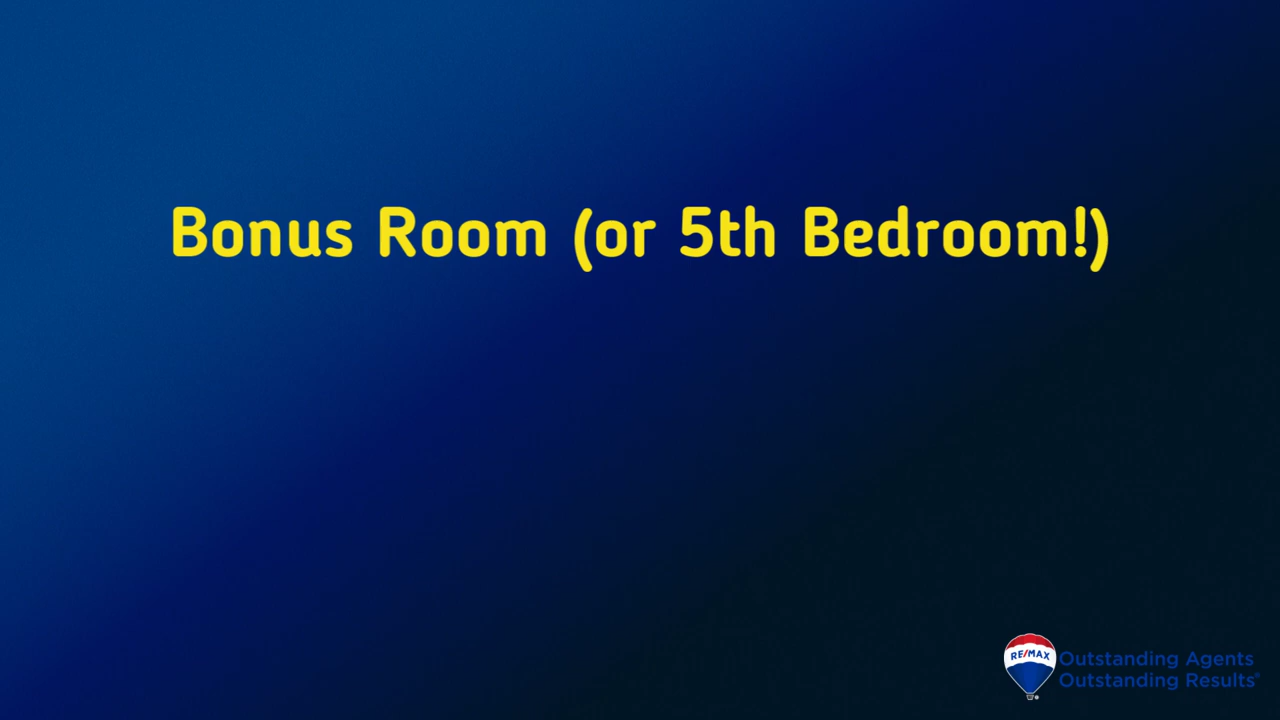 Bonus Room (or 5th Bedroom!)
RE/MAX
Outstanding Agents
Outstanding Results®